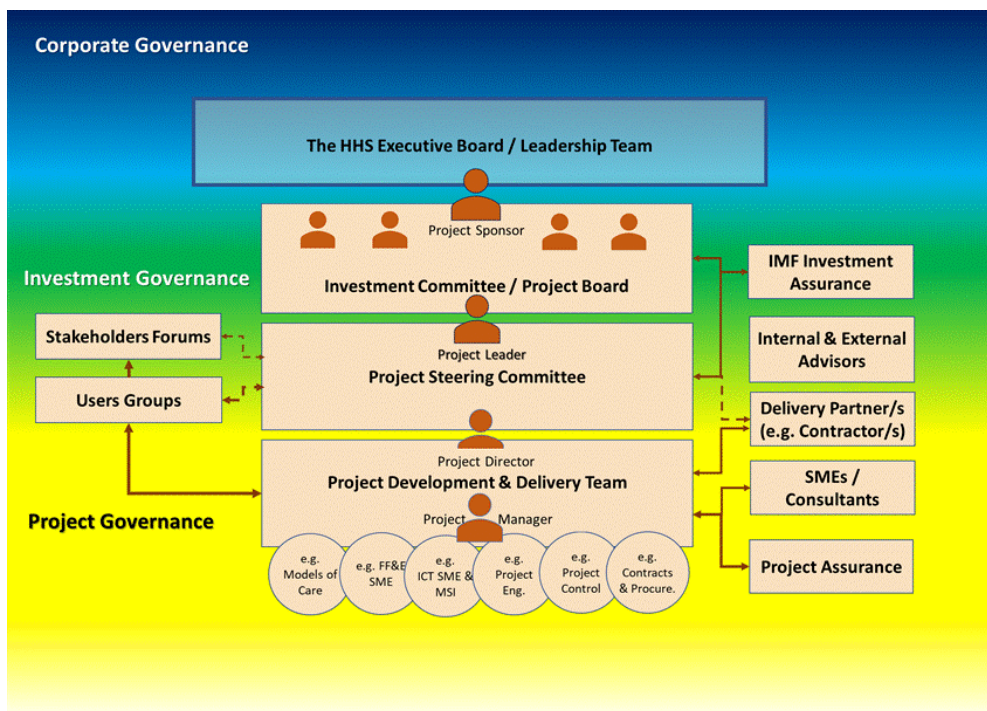 Corporate Governance
The HHS Executive Board / Leadership Team
Project Sponsor
Investment Governance
Investment Committee / Project Board
IMF Investment
Assurance
Stakeholders Forums
Project Leader
Project Steering Committee
Internal & External
Advisors
Users Groups
Delivery Partner/s
(e.g. Contractor/s)
Project Director
Project Development & Delivery Team
SMEs /
Consultants
Project Governance
Project Manager
e.g.
Models of
Care
e.g. FF&E
SME
e.g.
ICT SME &
MSI
e.g.
Project
Eng.
e.g.
Project
Control
e.g.
Contracts
& Procure.
Project Assurance